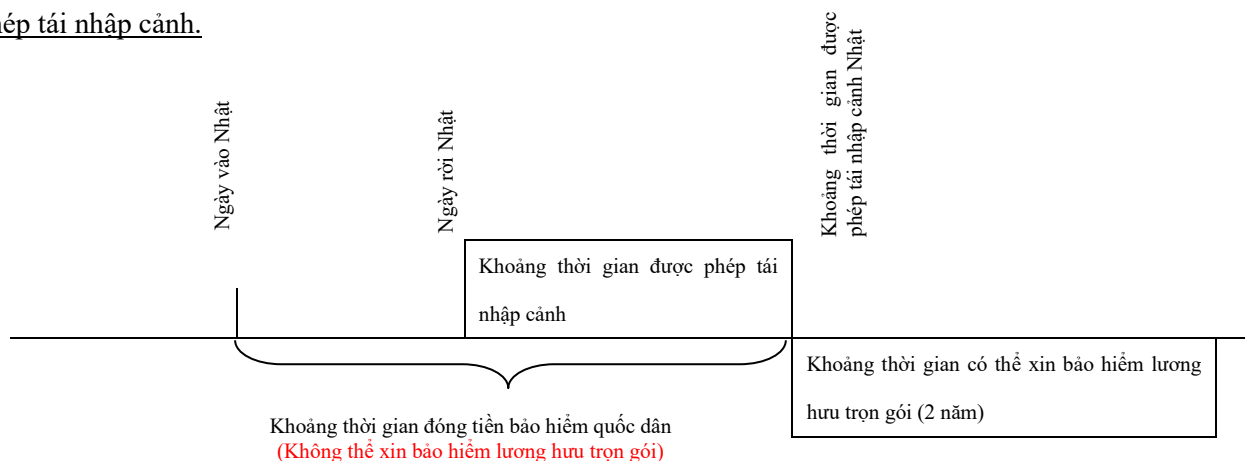 hép tái nhập cảnh.
Ngày vào Nhật
Ngày rời Nhật
Khoảng thời gian được
phép tái nhập cảnh Nhật
Khoảng thời gian được phép tái
nhập cảnh
Khoảng thời gian có thể xin bảo hiểm lương
hưu trọn gói (2 năm)
Khoảng thời gian đóng tiền bảo hiểm quốc dân
(Không thể xin bảo hiểm lương hưu trọn gói)